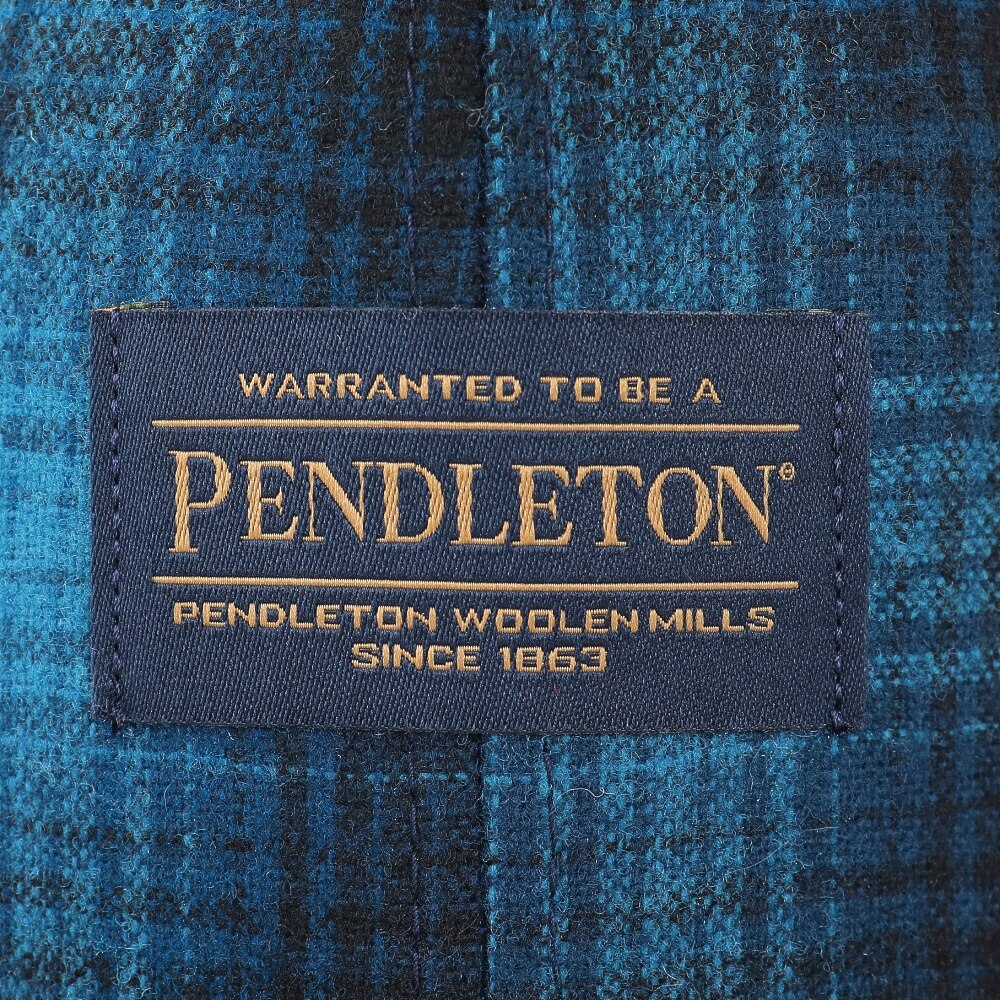 WARRANTED TO BE A
PENDLETON®
PENDLETON WOOLEN MILLS
SINCE 1863